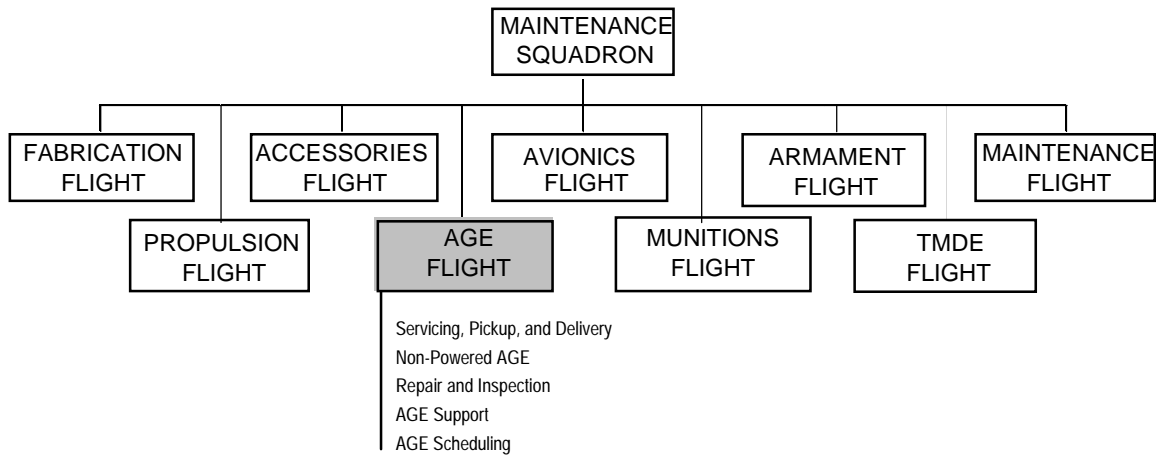 MAINTENANCE
SQUADRON
FABRICATION
FLIGHT
ACCESSORIES
FLIGHT
AVIONICS
FLIGHT
ARMAMENT
FLIGHT
MAINTENANCE
FLIGHT
PROPULSION
FLIGHT
AGE
FLIGHT
MUNITIONS
FLIGHT
TMDE
FLIGHT
Servicing, Pickup, and Delivery
Non-Powered AGE
Repair and Inspection
AGE Support
AGE Scheduling